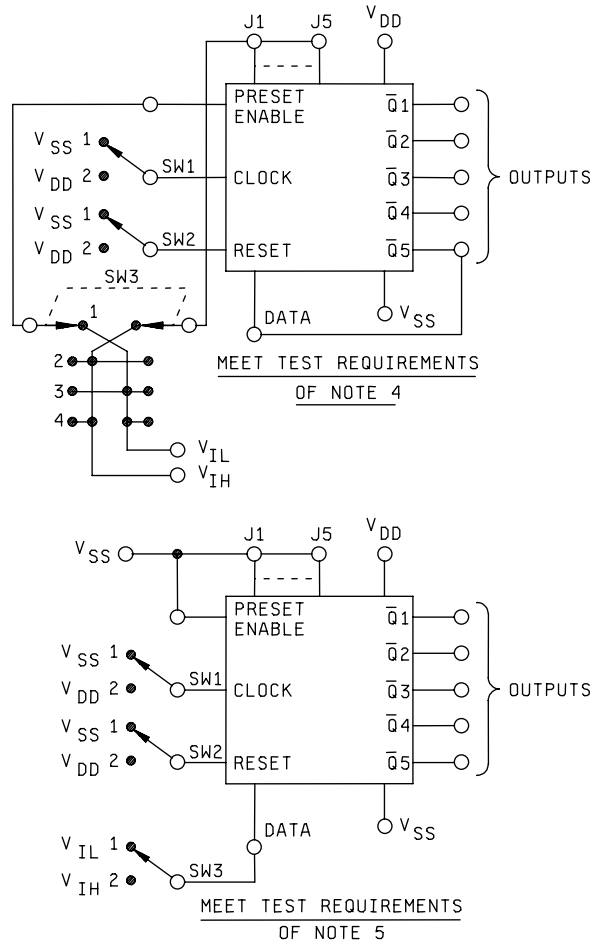 J1 J5 VDD
PRESET
ENABLE
Q̅1
VSS 1
Q̅2
SW1
CLOCK
VDD 2
Q̅3
OUTPUTS
VSS 1
Q̅4
SW2
RESET
VDD 2
Q̅5
SW3
1
DATA
VSS
2
3
4
MEET TEST REQUIREMENTS
OF NOTE 4
VIL
VIH
J1 J5 VDD
VSS
PRESET
ENABLE
Q̅1
VSS 1
Q̅2
SW1
CLOCK
VDD 2
Q̅3
OUTPUTS
VSS 1
Q̅4
SW2
RESET
VDD 2
Q̅5
DATA
VSS
VIL 1
SW3
VIH 2
MEET TEST REQUIREMENTS
OF NOTE 5